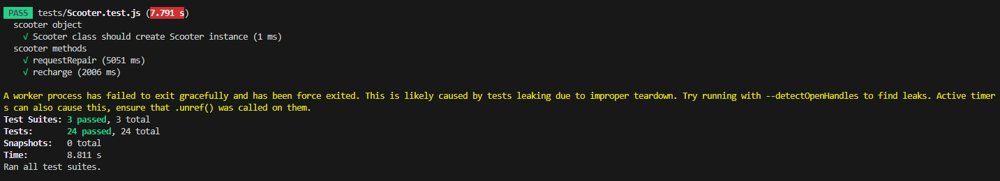 PASS tests/Scooter.test.js (7.791 s)
scooter object
√ Scooter class should create Scooter instance (1 ms)
scooter methods
√ requestRepair (5051 ms)
√ recharge (2006 ms)
A worker process has failed to exit gracefully and has been force exited. This is likely caused by tests leaking due to improper teardown. Try running with --detectOpenHandles to find leaks. Active timer
s can also cause this, ensure that .unref() was called on them.
Test Suites: 3 passed, 3 total
Tests: 24 passed, 24 total
Snapshots: 0 total
Time: 8.811 s
Ran all test suites.